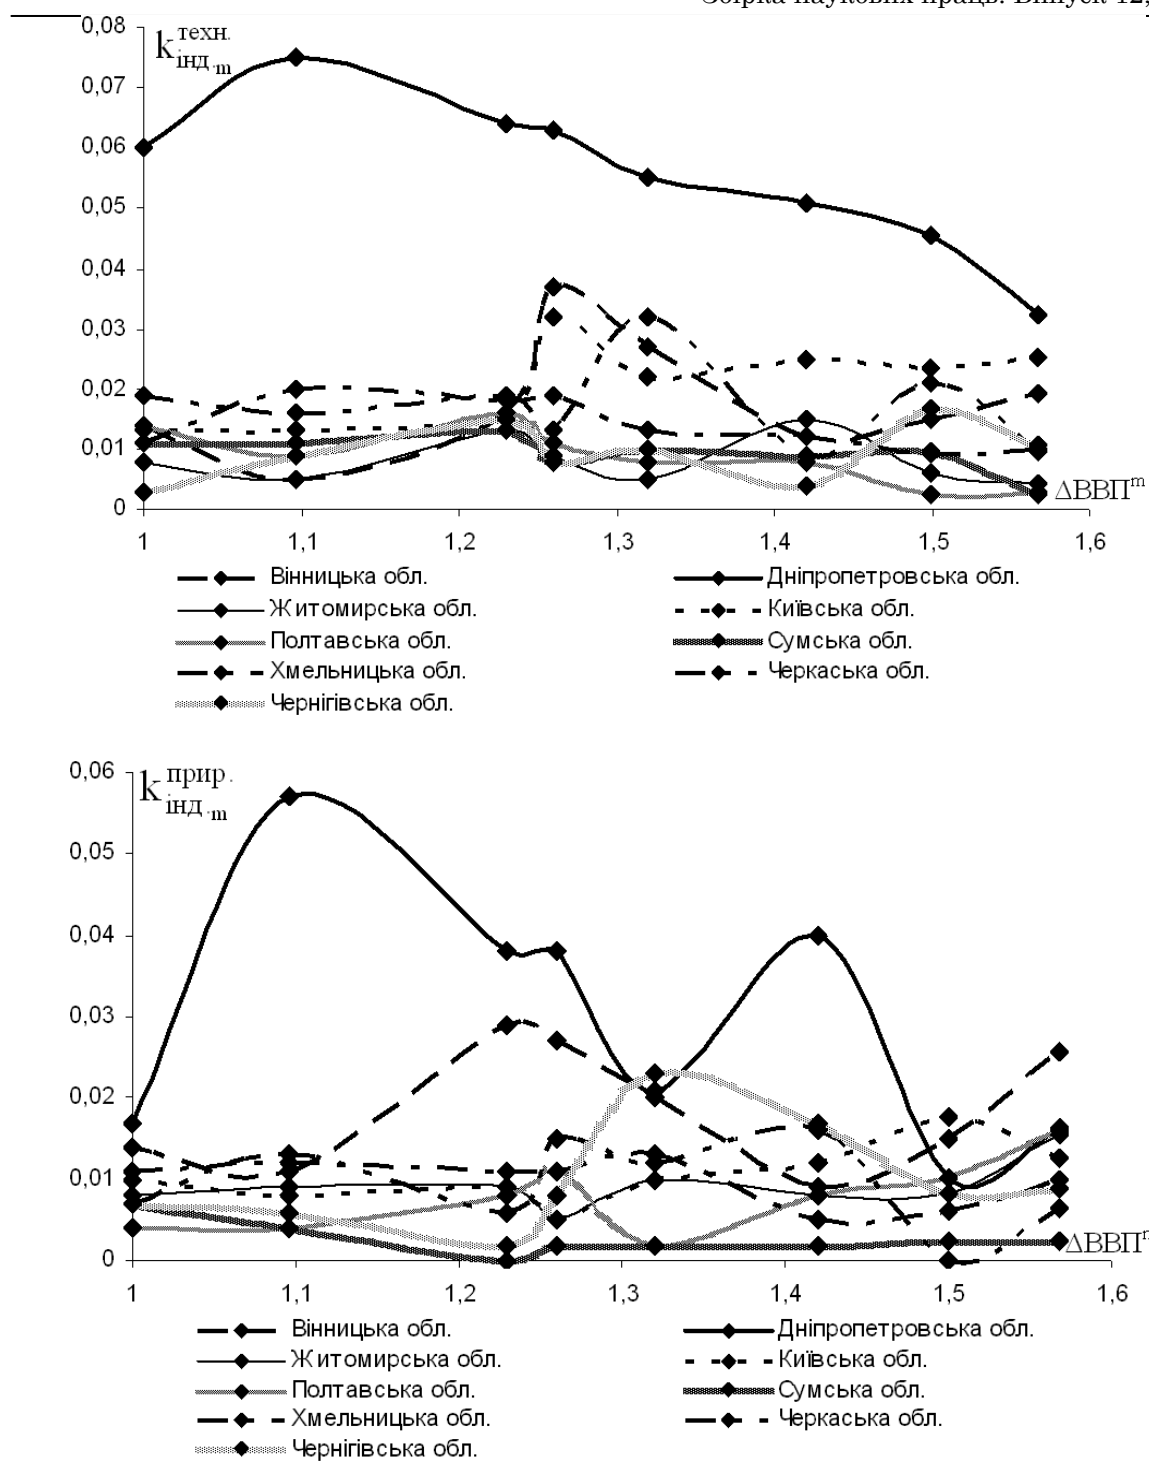 Збірка наукових праць. Випуск 12,
0,08
k техн. інд.m
0,07
0,06
0,05
0,04
0,03
0,02
0,01
0
ΔВВП m
1 1,1 1,2 1,3 1,4 1,5 1,6
Вінницька обл. Дніпропетровська обл.
Житомирська обл. Київська обл.
Полтавська обл. Сумська обл.
Хмельницька обл. Черкаська обл.
Чернігівська обл.
0,06
k прир. інд.m
0,05
0,04
0,03
0,02
0,01
0
ΔВВП
1 1,1 1,2 1,3 1,4 1,5 1,6
Вінницька обл. Дніпропетровська обл.
Житомирська обл. Київська обл.
Полтавська обл. Сумська обл.
Хмельницька обл. Черкаська обл.
Чернігівська обл.